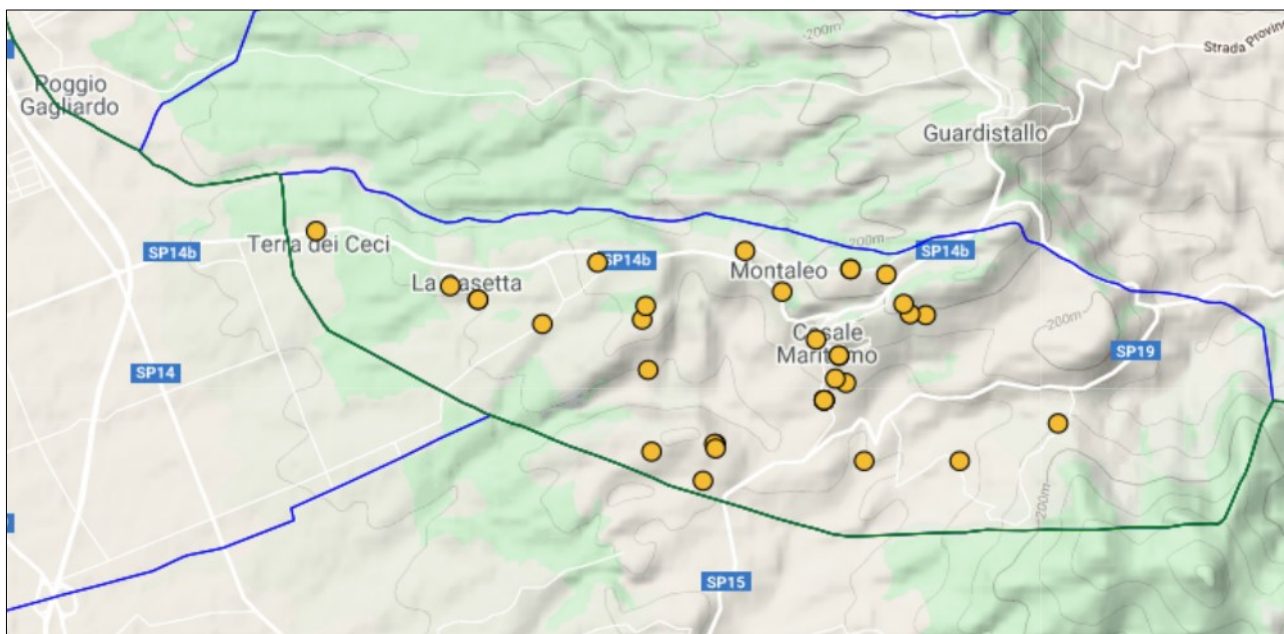 -200m-
Strada Provinc
Poggio
Gagliardo
Guardistallo
SP14b
Terra dei Ceci
-200m
SP14b
SP14b
La Casetta
Montaleo
-200m
Casale
Marittimo
SP19
SP14
-200m
SP15